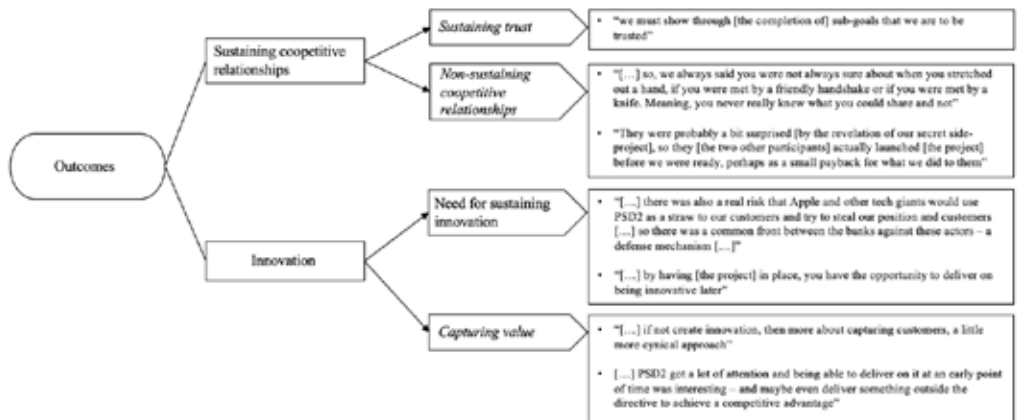 Outcomes
Sustaining coopetitive
relationships
Innovation
Sustaining trust
Non-sustaining
coopetitive
relationships
Need for sustaining
innovation
Capturing value
• "we must show through [the completion of] sub-goals that we are to be
trusted"
• "[…] so, we always said you were not always sure about when you stretched
out a hand, if you were met by a friendly handshake or if you were met by a
knife. Meaning, you never really knew what you could share and not"
• "They were probably a bit surprised [by the revelation of our secret side-
project], so they [the two other participants] actually launched [the project]
before we were ready, perhaps as a small payback for what we did to them"
• "[…] there was also a real risk that Apple and other tech giants would use
PSD2 as a straw to our customers and try to steal our position and customers
[…] so there was a common front between the banks against these actors – a
defense mechanism […]"
• "[…] by having [the project] in place, you have the opportunity to deliver on
being innovative later"
• "[…] if not create innovation, then more about capturing customers, a little
more cynical approach"
• […] PSD2 got a lot of attention and being able to deliver on it at an early point
of time was interesting – and maybe even deliver something outside the
directive to achieve a competitive advantage"